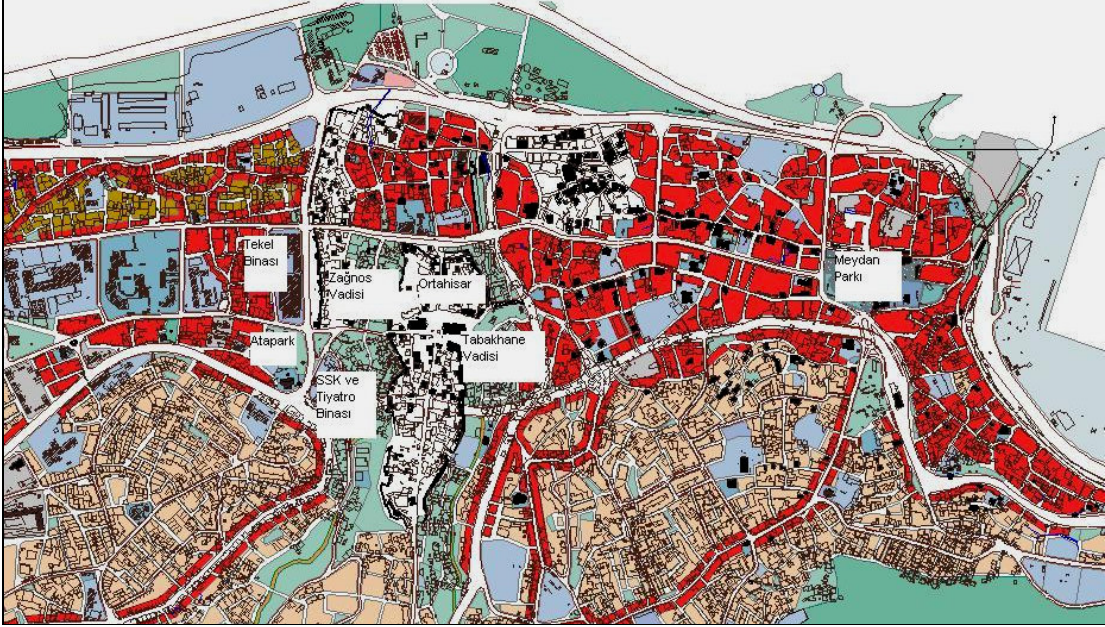 Tekel
Binası
Zağnos
Vadisi
Ortahisar
Meydan
Parkı
Atapark
Tabakhane
Vadisi
SSK ve
Tiyatro
Binası